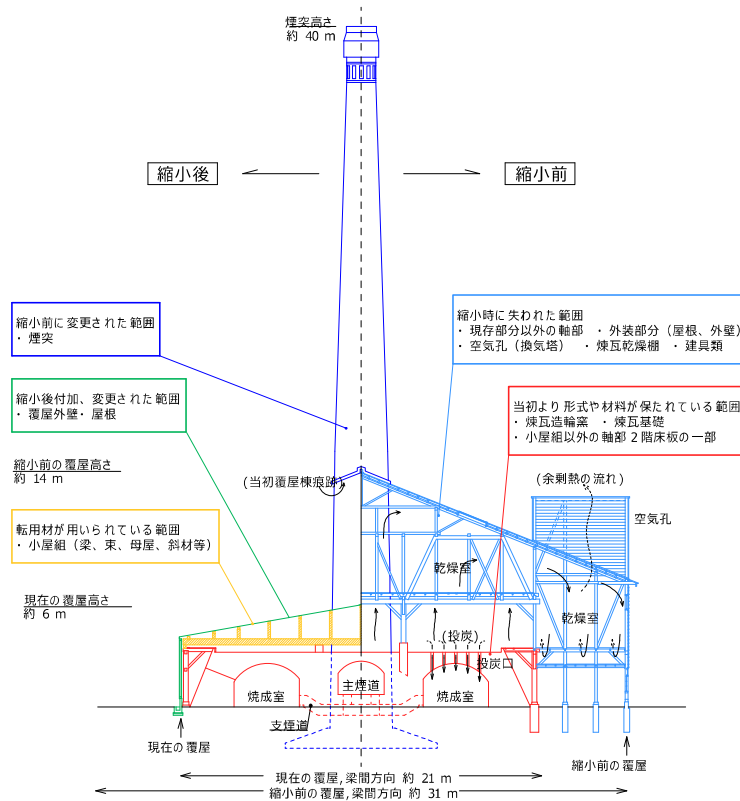 煙突高さ
約 40 m
縮小後
縮小前
縮小前に変更された範囲
・ 煙突
縮小時に失われた範囲
・ 現存部分以外の軸部 ・ 外装部分（屋根、外壁）
・ 空気孔（換気塔） ・ 煉瓦乾燥棚 ・ 建具類
縮小後付加、変更された範囲
・ 覆屋外壁・ 屋根
当初より形式や材料が保たれている範囲
・ 煉瓦造輪窯 ・ 煉瓦基礎
・ 小屋組以外の軸部２階床板の一部
縮小前の覆屋高さ
約 14 m
(当初覆屋棟痕跡)
(余剰熱の流れ)
空気孔
転用材が用いられている範囲
・ 小屋組（梁、束、母屋、斜材等）
乾燥室
現在の覆屋高さ
約 6 m
乾燥室
(投炭)
投炭口
主煙道
焼成室
焼成室
支煙道
現在の覆屋
縮小前の覆屋
現在の覆屋,梁間方向 約 21 m
縮小前の覆屋,梁間方向 約 31 m